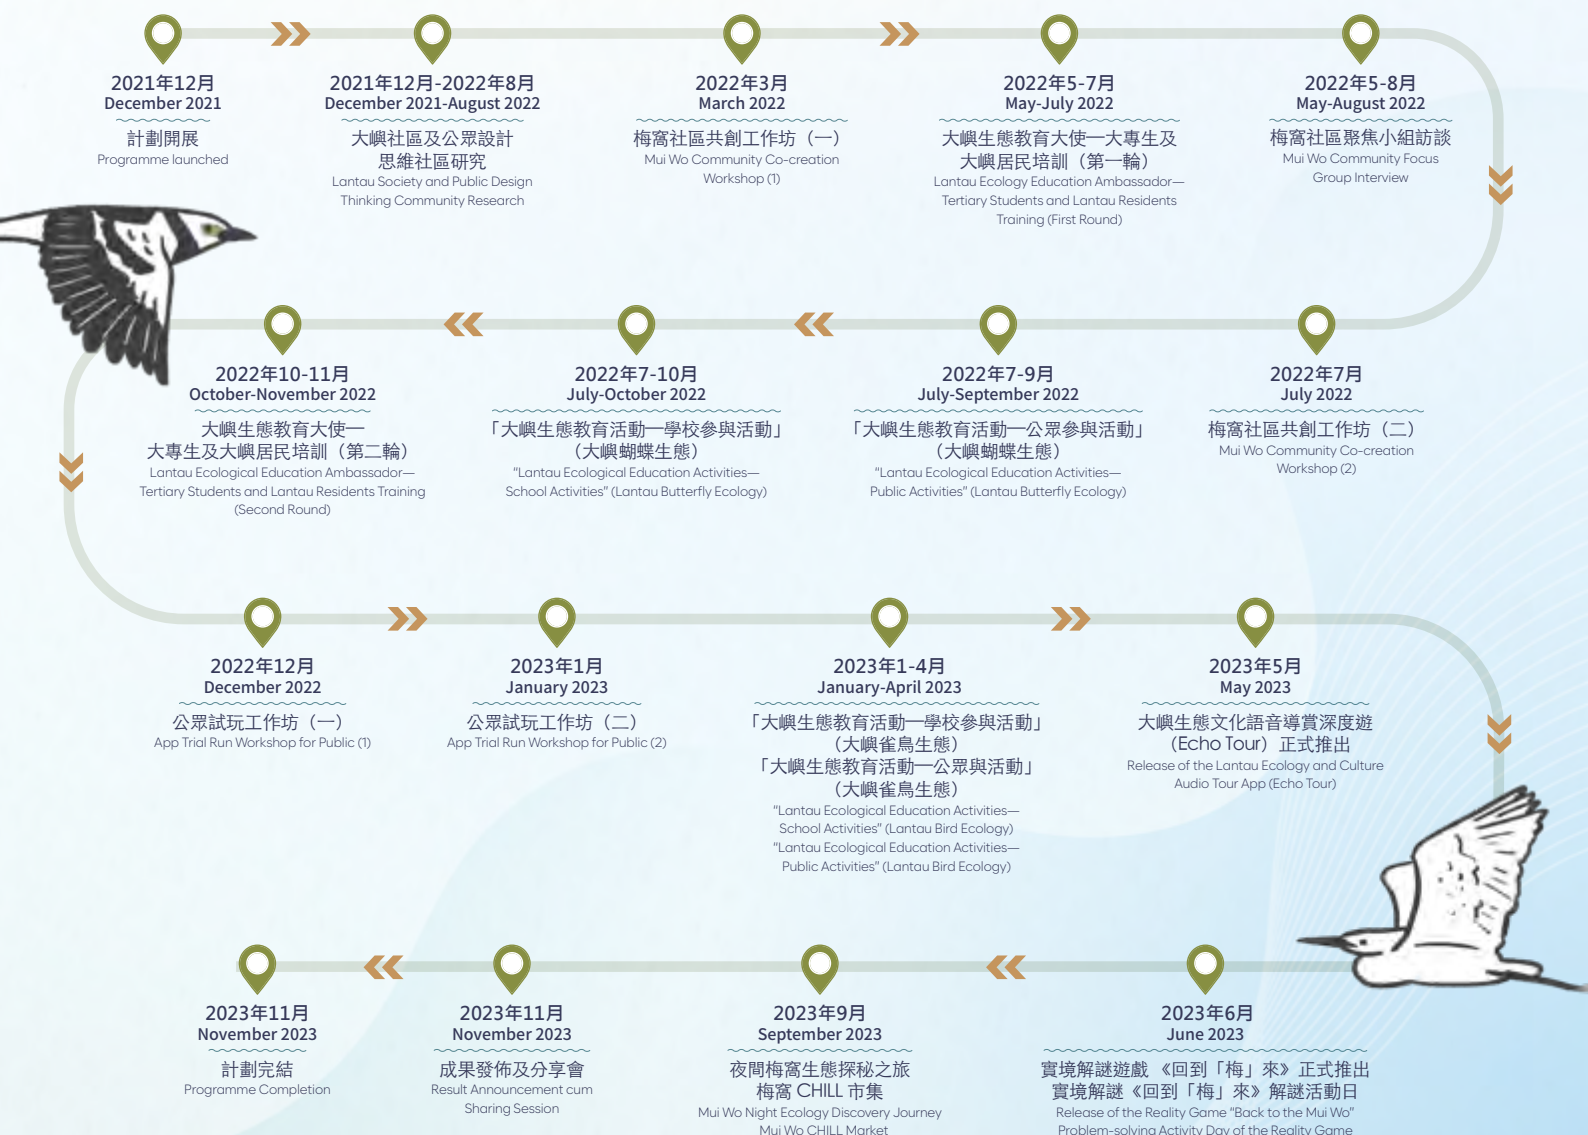 2021年12月
December 2021
計劃開展
Programme launched
2021年12月-2022年8月
December 2021-August 2022
大嶼社區及公眾設計
思維社區研究
Lantau Society and Public Design
Thinking Community Research
2022年3月
March 2022
梅窩社區共創工作坊（一）
Mui Wo Community Co-creation
Workshop (1)
2022年5-7月
May-July 2022
大嶼生態教育大使—大專生及
大嶼居民培訓（第一輪）
Lantau Ecology Education Ambassador—
Tertiary Students and Lantau Residents
Training (First Round)
2022年5-8月
May-August 2022
梅窩社區聚焦小組訪談
Mui Wo Community Focus
Group Interview
2022年7月
July 2022
梅窩社區共創工作坊（二）
Mui Wo Community Co-creation
Workshop (2)
2022年7-9月
July-September 2022
「大嶼生態教育活動—公眾參與活動」
（大嶼蝴蝶生態）
"Lantau Ecological Education Activities—
Public Activities" (Lantau Butterfly Ecology)
2022年7-10月
July-October 2022
「大嶼生態教育活動—學校參與活動」
（大嶼蝴蝶生態）
"Lantau Ecological Education Activities—
School Activities" (Lantau Butterfly Ecology)
2022年10-11月
October-November 2022
大嶼生態教育大使—
大專生及大嶼居民培訓（第二輪）
Lantau Ecological Education Ambassador—
Tertiary Students and Lantau Residents Training
(Second Round)
2022年12月
December 2022
公眾試玩工作坊（一）
App Trial Run Workshop for Public (1)
2023年1月
January 2023
公眾試玩工作坊（二）
App Trial Run Workshop for Public (2)
2023年1-4月
January-April 2023
「大嶼生態教育活動—學校參與活動」
（大嶼雀鳥生態）
「大嶼生態教育活動—公眾與活動」
（大嶼雀鳥生態）
"Lantau Ecological Education Activities—
School Activities" (Lantau Bird Ecology)
"Lantau Ecological Education Activities—
Public Activities" (Lantau Bird Ecology)
2023年5月
May 2023
大嶼生態文化語音導賞深度遊
（Echo Tour）正式推出
Release of the Lantau Ecology and Culture
Audio Tour App (Echo Tour)
2023年6月
June 2023
實境解謎遊戲《回到「梅」來》正式推出
實境解謎《回到「梅」來》解謎活動日
Release of the Reality Game "Back to the Mui Wo"
Problem-solving Activity Day of the Reality Game
2023年9月
September 2023
夜間梅窩生態探秘之旅
梅窩 CHILL 市集
Mui Wo Night Ecology Discovery Journey
Mui Wo CHILL Market
2023年11月
November 2023
成果發佈及分享會
Result Announcement cum
Sharing Session
2023年11月
November 2023
計劃完結
Programme Completion